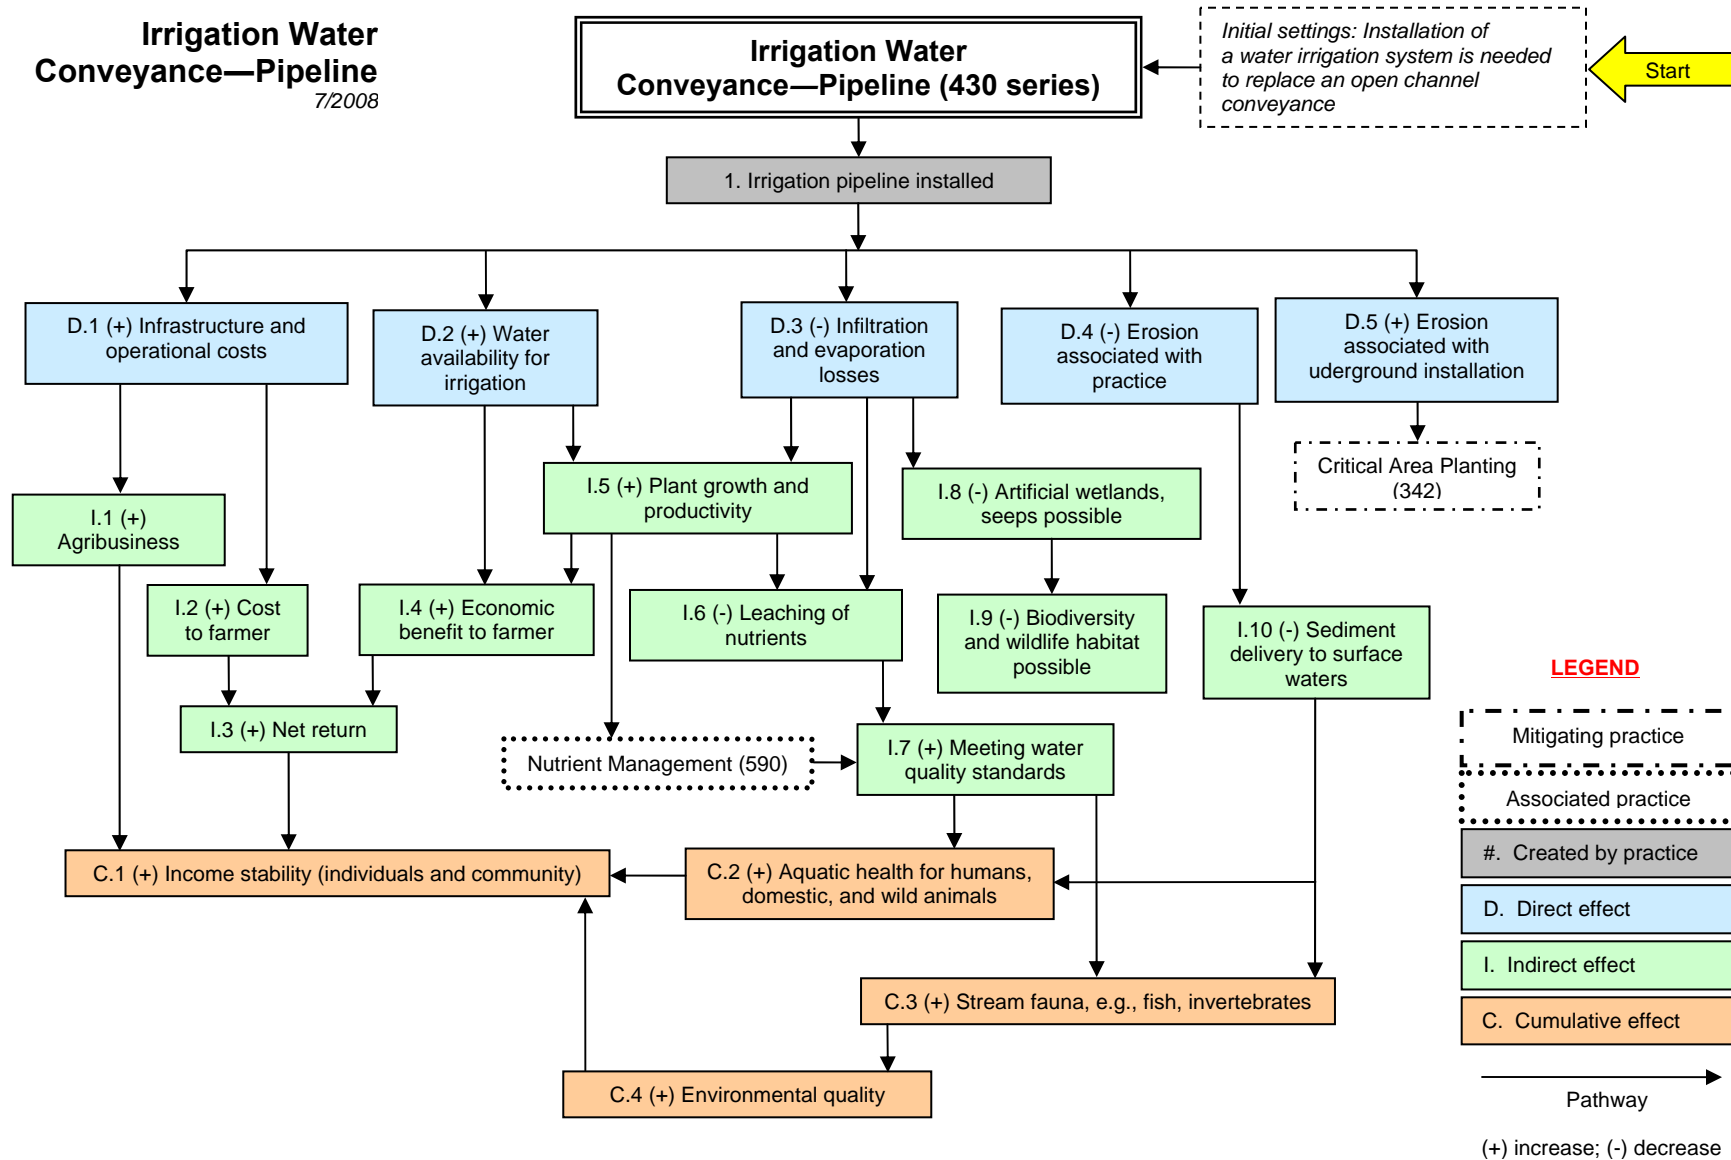 Irrigation Water
Conveyance—Pipeline
7/2008
Irrigation Water
Conveyance—Pipeline (430 series)
Initial settings: Installation of
a water irrigation system is needed
to replace an open channel
conveyance
Start
1. Irrigation pipeline installed
D.1 (+) Infrastructure and
operational costs
D.2 (+) Water
availability for
irrigation
D.3 (-) Infiltration
and evaporation
losses
D.4 (-) Erosion
associated with
practice
D.5 (+) Erosion
associated with
uderground installation
Critical Area Planting
(342)
I.1 (+)
Agribusiness
I.5 (+) Plant growth and
productivity
I.8 (-) Artificial wetlands,
seeps possible
I.2 (+) Cost
to farmer
I.4 (+) Economic
benefit to farmer
I.6 (-) Leaching of
nutrients
I.9 (-) Biodiversity
and wildlife habitat
possible
I.10 (-) Sediment
delivery to surface
waters
I.3 (+) Net return
Nutrient Management (590)
I.7 (+) Meeting water
quality standards
C.1 (+) Income stability (individuals and community)
C.2 (+) Aquatic health for humans,
domestic, and wild animals
C.3 (+) Stream fauna, e.g., fish, invertebrates
C.4 (+) Environmental quality
LEGEND
Mitigating practice
Associated practice
#. Created by practice
D. Direct effect
I. Indirect effect
C. Cumulative effect
Pathway
(+) increase; (-) decrease